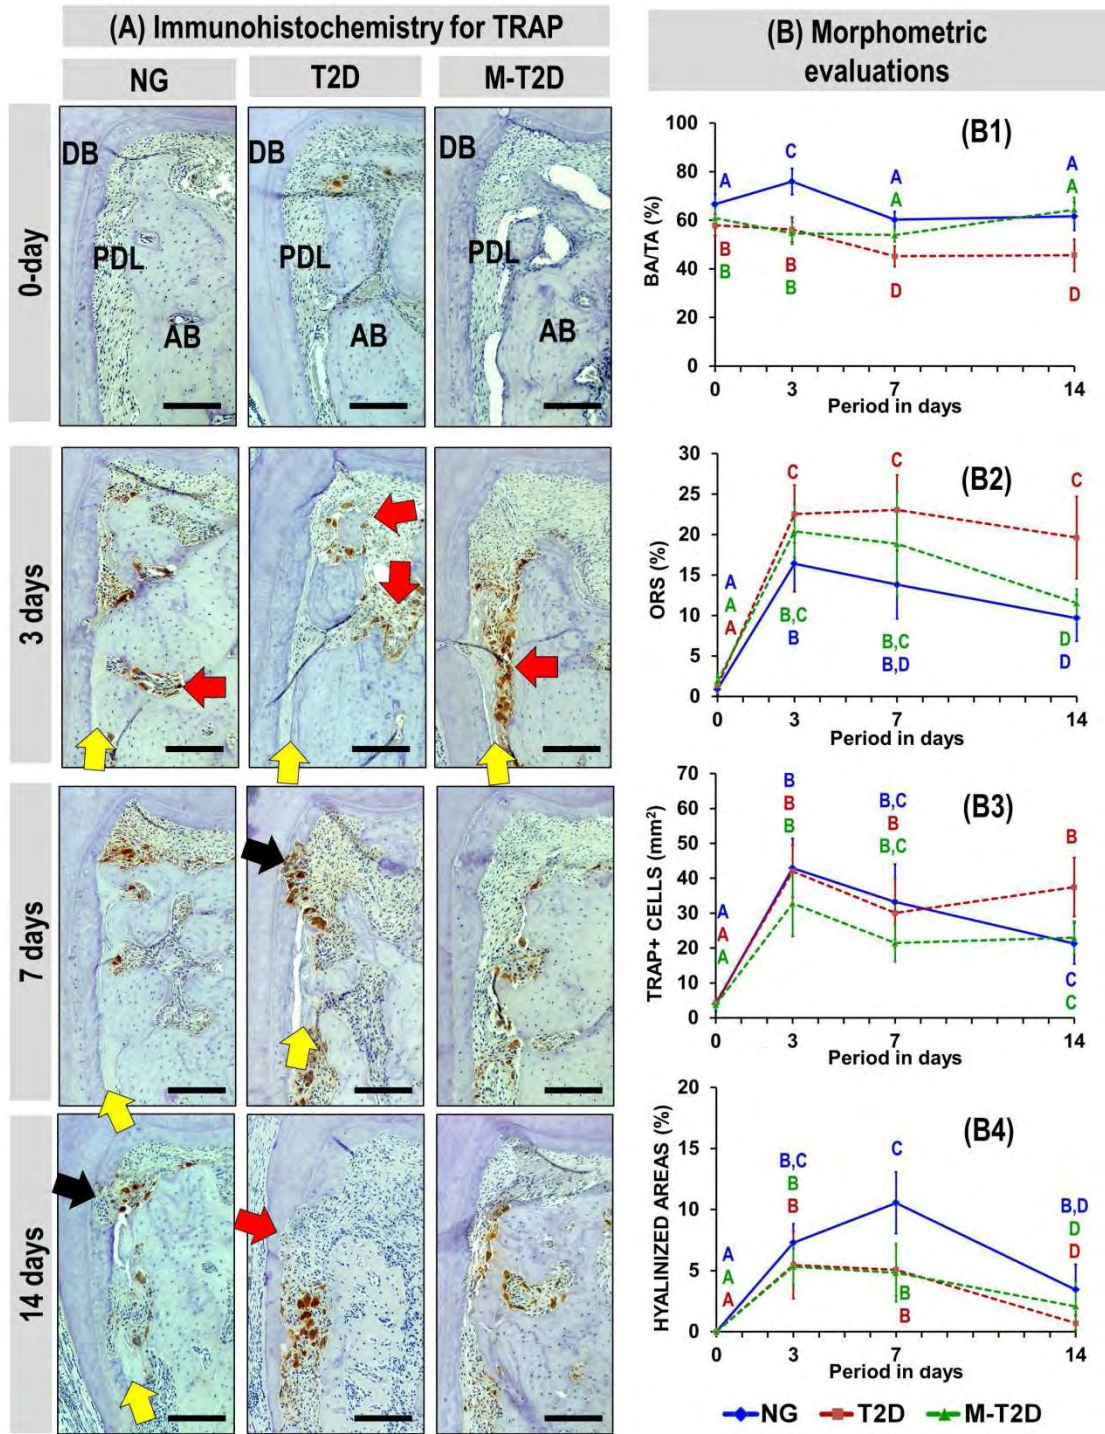 (A) Immunohistochemistry for TRAP
NG
T2D
M-T2D
0-day
DB
PDL
AB
DB
PDL
AB
DB
PDL
AB
3 days
7 days
14 days
(B) Morphometric
evaluations
(B1)
BA/TA (%)
100
80
60
40
20
0
A
B
B
C
B
B
A
A
D
A
A
D
0 3 7 14
Period in days
(B2)
ORS (%)
30
25
20
15
10
5
0
A
A
A
C
B,C
B
C
B,C
B,D
C
D
D
0 3 7 14
Period in days
(B3)
TRAP+ CELLS (mm²)
70
60
50
40
30
20
10
0
A
A
A
B
B
B
B,C
B
B,C
B
C
C
0 3 7 14
Period in days
(B4)
HYALINIZED AREAS (%)
20
15
10
5
0
A
A
A
B,C
B
B
C
B
B
B,D
D
D
0 3 7 14
Period in days
NG T2D M-T2D